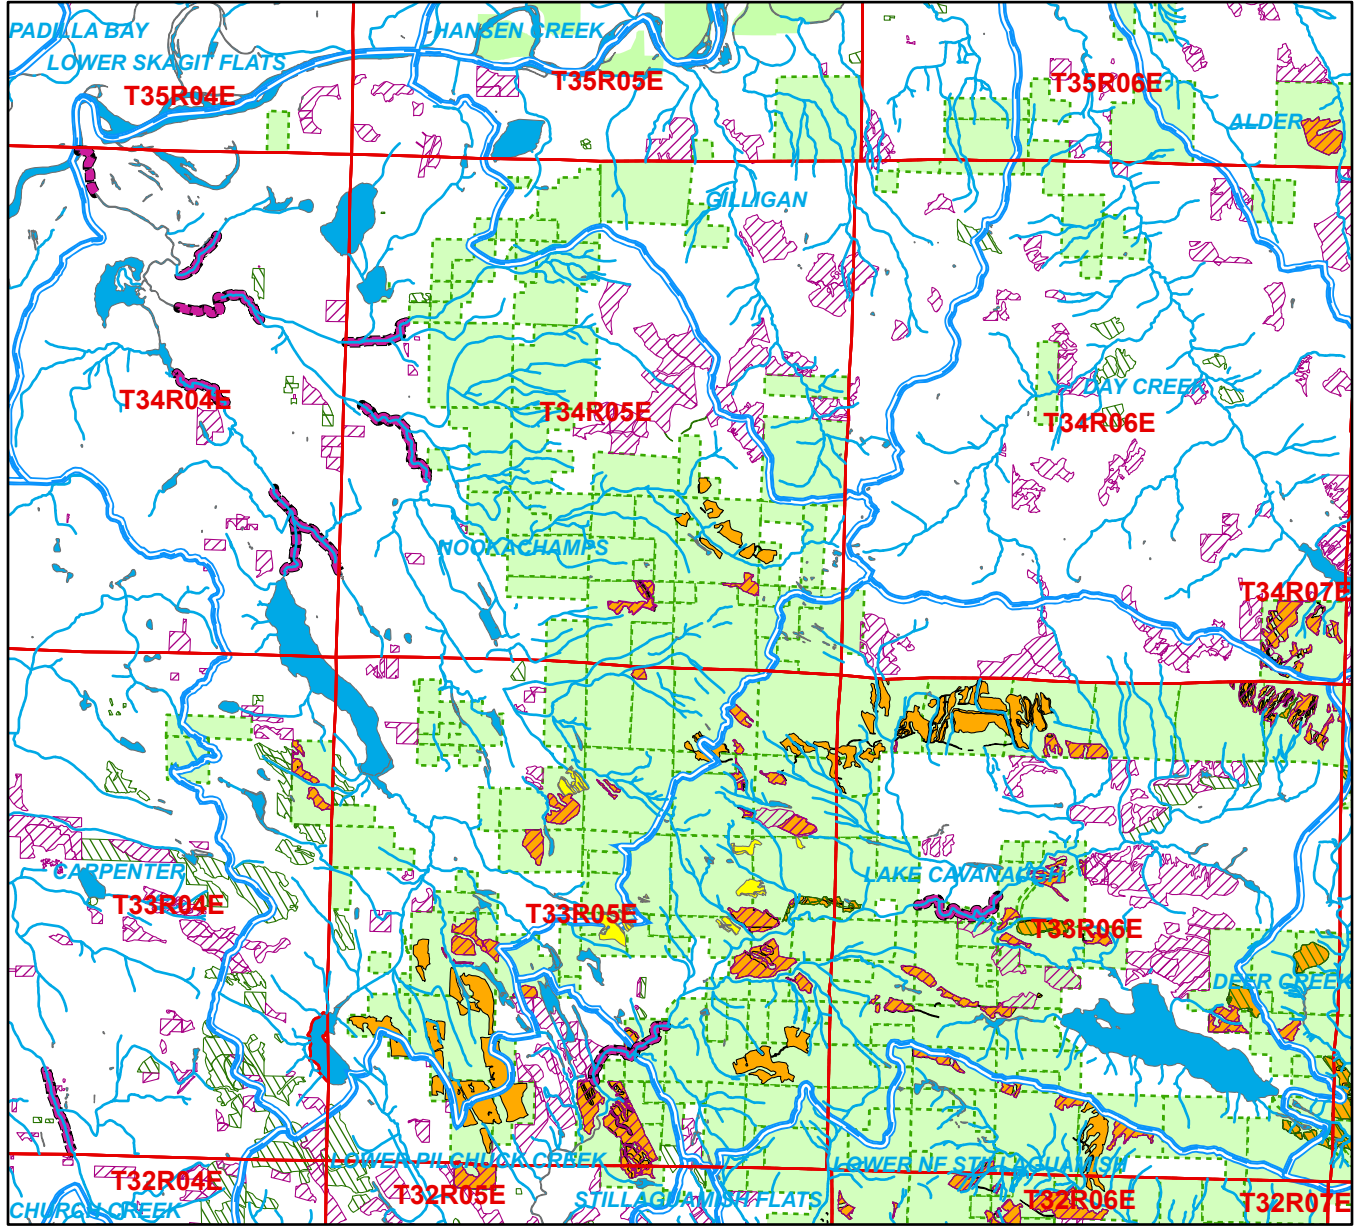 PADILLA BAY
HANSEN CREEK
LOWER SKAGIT FLATS
T35R04E
T35R05E
T35R06E
ALDER
GILLIGAN
DAY CREEK
T34R04E
T34R05E
T34R06E
NOOKACHAMPS
T34R07E
CARPENTER
LAKE CAVANAUGH
T33R04E
T33R05E
T33R06E
DEER CREEK
LOWER PILCHUCK CREEK
LOWER NF STILLAGUAMISH
T32R04E
T32R05E
STILLAGUAMISH FLATS
T32R06E
T32R07E
CHURCH CREEK